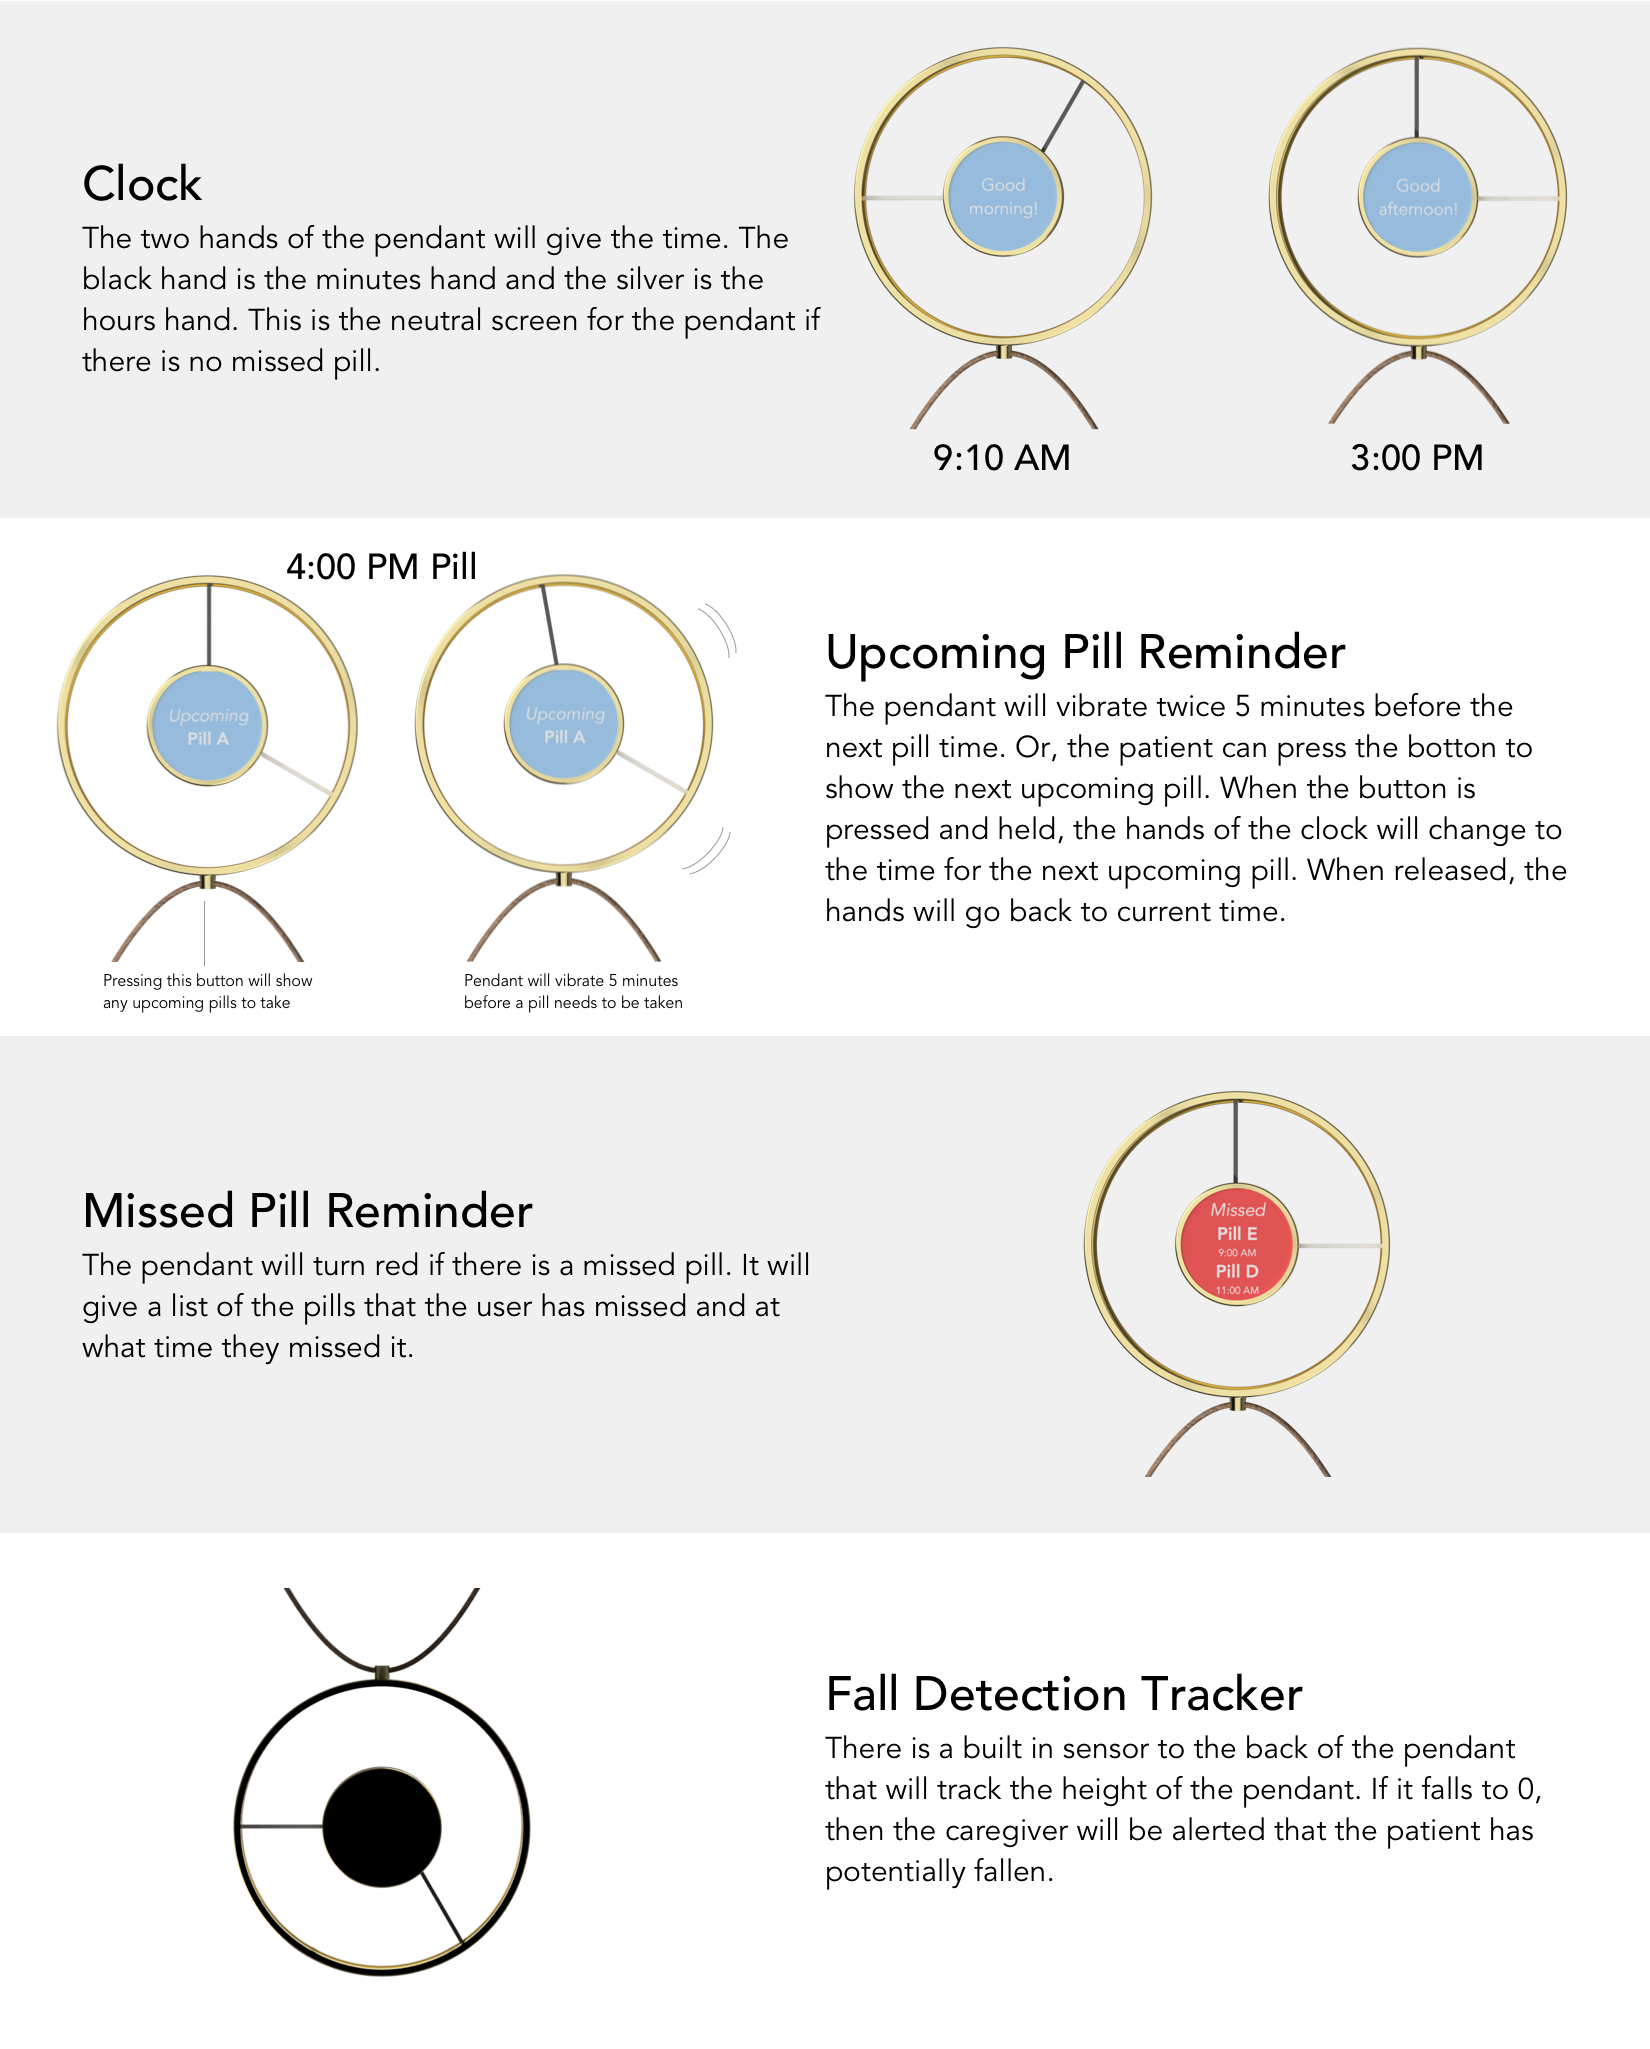 Clock
The two hands of the pendant will give the time. The
black hand is the minutes hand and the silver is the
hours hand. This is the neutral screen for the pendant if
there is no missed pill.
Good
morning!
9:10 AM
Good
afternoon!
3:00 PM
4:00 PM Pill
Upcoming
Pill A
Pressing this button will show
any upcoming pills to take
Upcoming
Pill A
Pendant will vibrate 5 minutes
before a pill needs to be taken
Upcoming Pill Reminder
The pendant will vibrate twice 5 minutes before the
next pill time. Or, the patient can press the botton to
show the next upcoming pill. When the button is
pressed and held, the hands of the clock will change to
the time for the next upcoming pill. When released, the
hands will go back to current time.
Missed Pill Reminder
The pendant will turn red if there is a missed pill. It will
give a list of the pills that the user has missed and at
what time they missed it.
Missed
Pill E
9:00 AM
Pill D
11:00 AM
Fall Detection Tracker
There is a built in sensor to the back of the pendant
that will track the height of the pendant. If it falls to 0,
then the caregiver will be alerted that the patient has
potentially fallen.